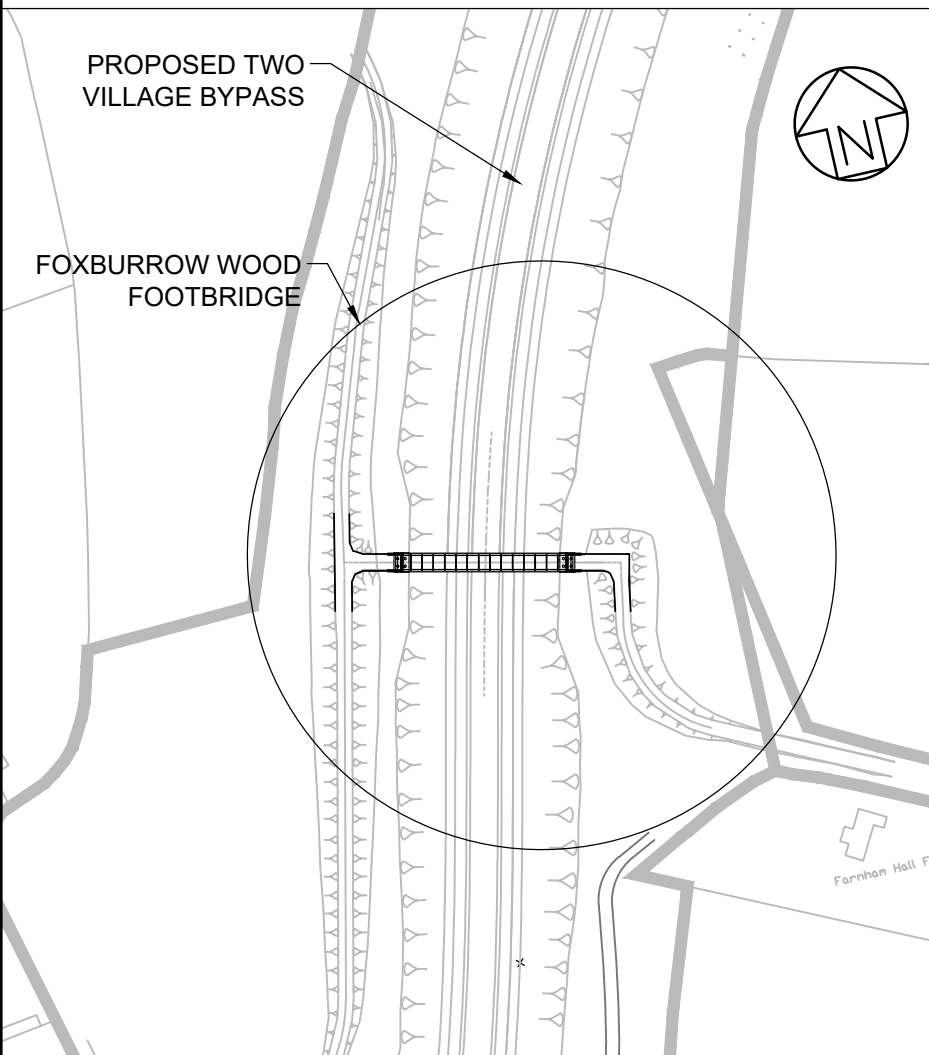 PROPOSED TWO
VILLAGE BYPASS
N
FOXBURROW WOOD
FOOTBRIDGE
Farnham Hall F